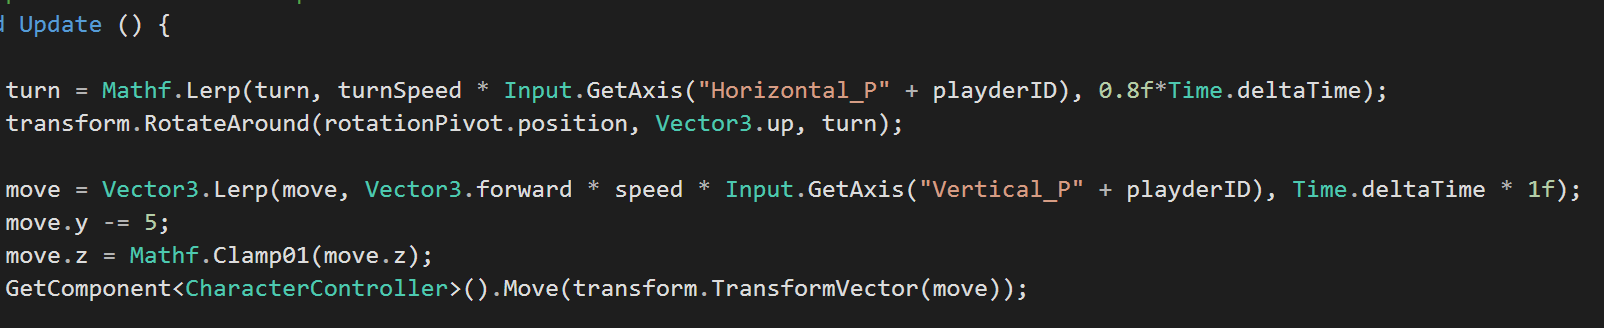 Update () {
turn = Mathf.Lerp(turn, turnSpeed * Input.GetAxis("Horizontal_P" + playderID), 0.8f*Time.deltaTime);
transform.RotateAround(rotationPivot.position, Vector3.up, turn);
move = Vector3.Lerp(move, Vector3.forward * speed * Input.GetAxis("Vertical_P" + playderID), Time.deltaTime * 1f);
move.y -= 5;
move.z = Mathf.Clamp01(move.z);
GetComponent<CharacterController>().Move(transform.TransformVector(move));